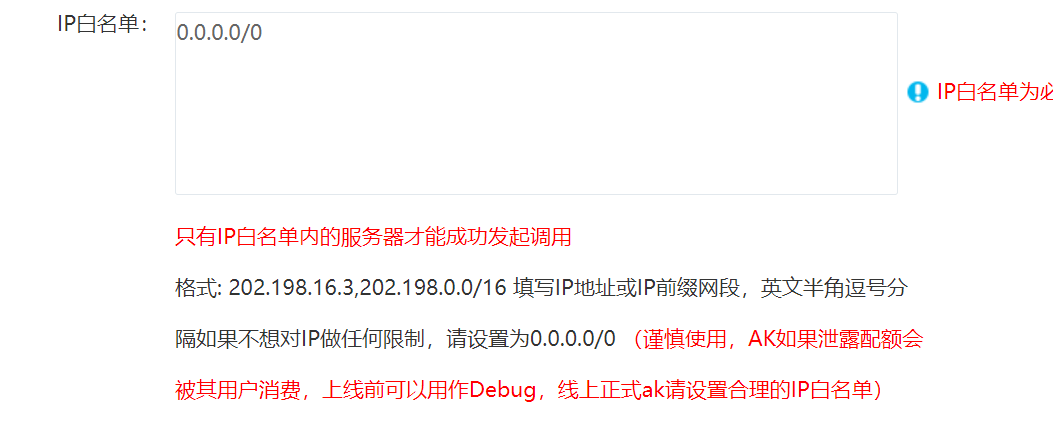 IP白名单：
0.0.0.0/0
IP白名单为必
只有IP白名单内的服务器才能成功发起调用
格式: 202.198.16.3,202.198.0.0/16 填写IP地址或IP前缀网段，英文半角逗号分
隔如果不想对IP做任何限制，请设置为0.0.0.0/0 （谨慎使用，AK如果泄露配额会
被其用户消费，上线前可以用作Debug，线上正式ak请设置合理的IP白名单）